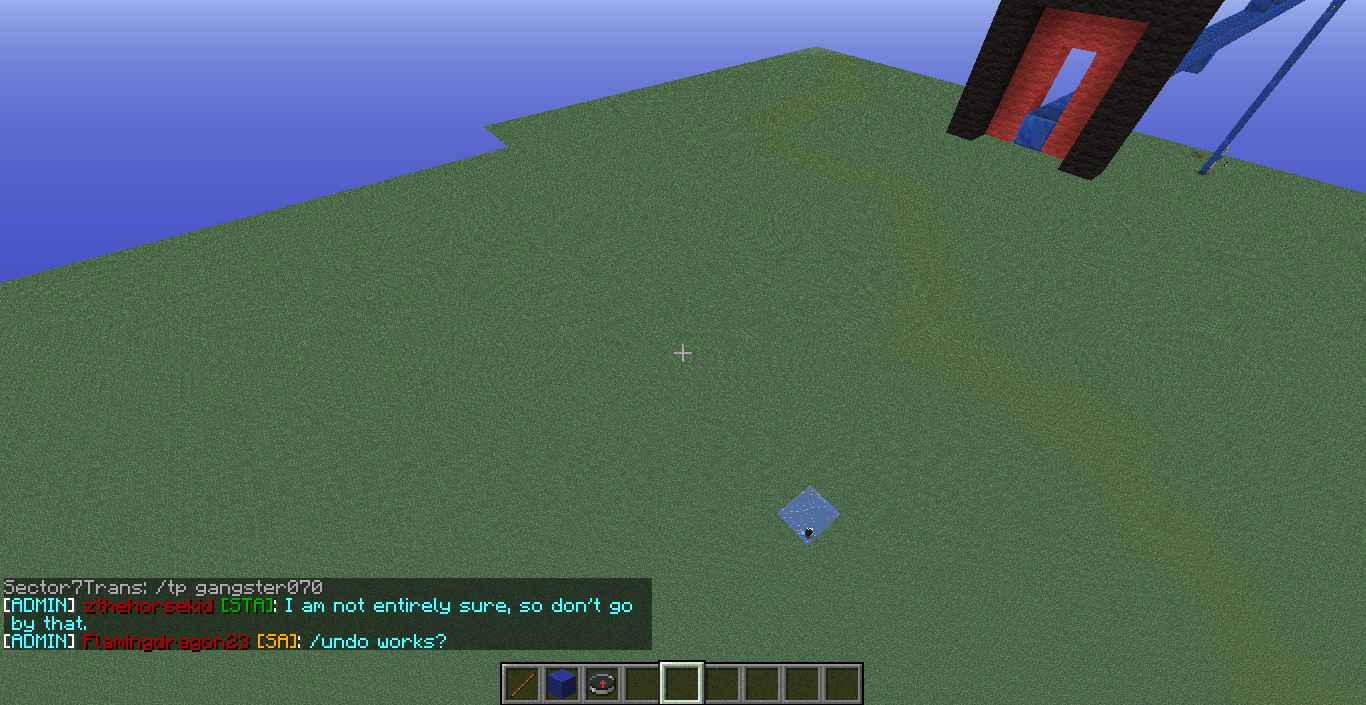 Sector7Trans: /tp gangster070
[ADMIN] zthehorsekid [STA]: I am not entirely sure, so don't go
by that.
[ADMIN] Flamingdragon23 [SA]: /undo works?